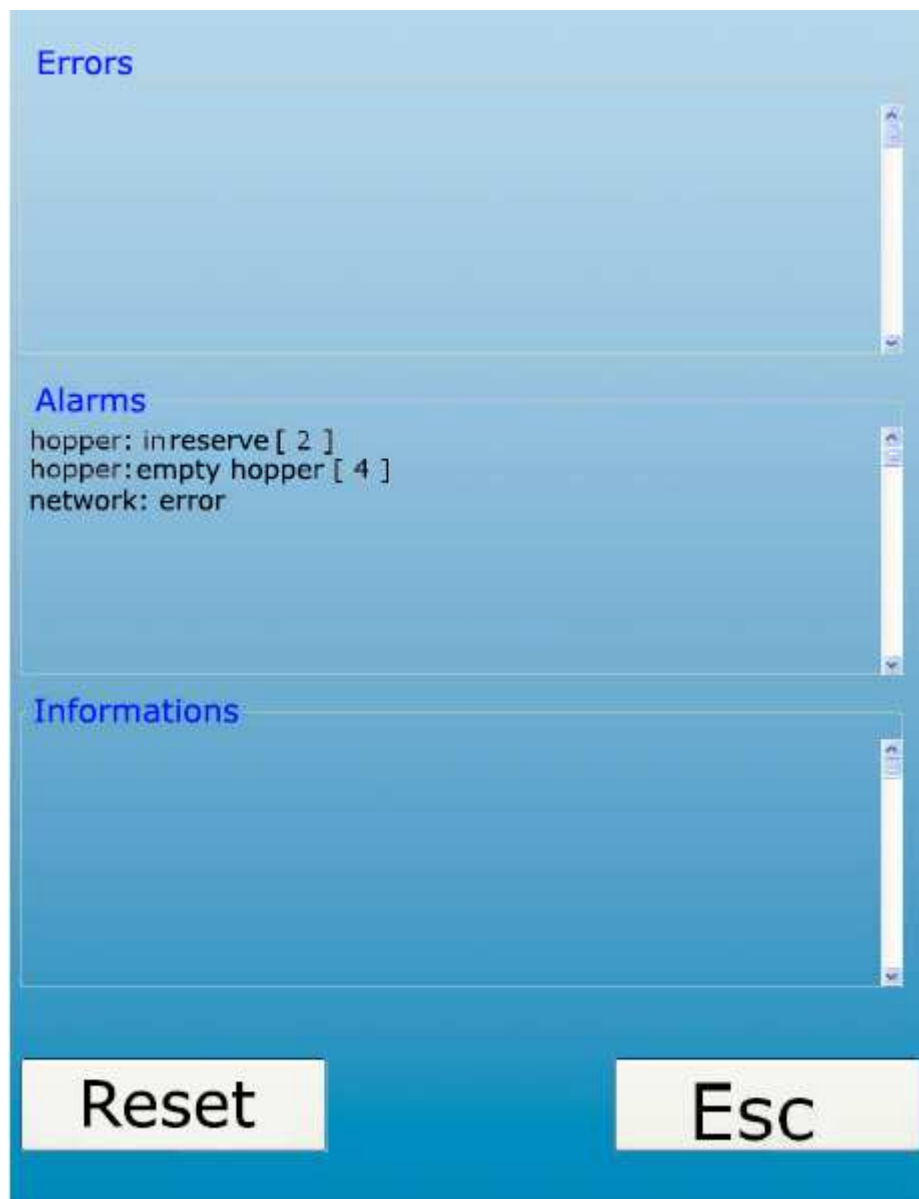 Errors
Alarms
hopper: in reserve [ 2 ]
hopper: empty hopper [ 4 ]
network: error
Informations
Reset
Esc